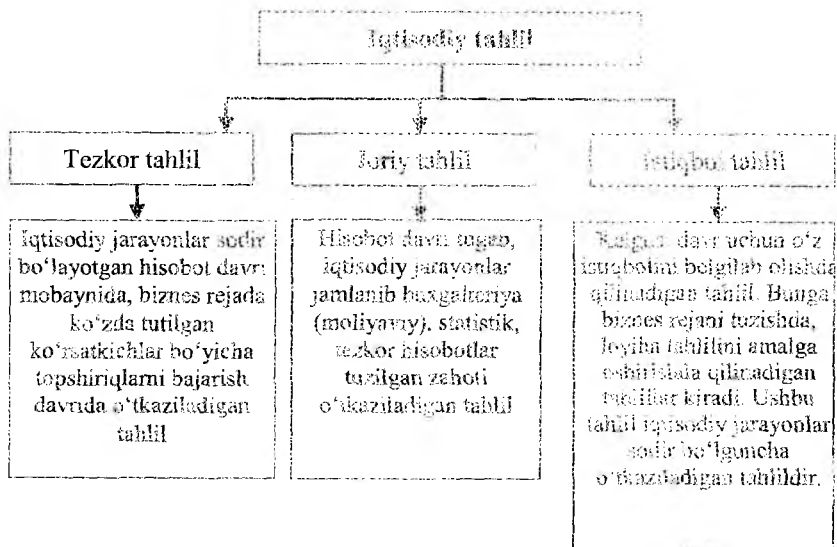 Iqtisodiy tahlil
Tezkor tahlil
Joriy tahlil
Istiqbol tahlil
Iqtisodiy jarayonlar sodir
bo‘layotgan hisobot davri
mobaynida, biznes rejada
ko‘zda tutilgan
ko‘rsatkichlar bo‘yicha
topshiriqlarni bajarish
davrida o‘tkaziladigan
tahlil
Hisobot davri tugab,
iqtisodiy jarayonlar
jamlanib buxgalteriya
(moliyaviy), statistik,
tezkor hisobotlar
tuzilgan zahoti
o‘tkaziladigan tahlil
Kelgusi davr uchun o‘z
istiqbolini belgilab olishda
qilinadigan tahlil. Bunga
biznes rejani tuzishda,
loyiha tahlilini amalga
oshirishda qilinadigan
tahlillar kiradi. Ushbu
tahlil iqtisodiy jarayonlar
sodir bo‘lguncha
o‘tkaziladigan tahlildir.